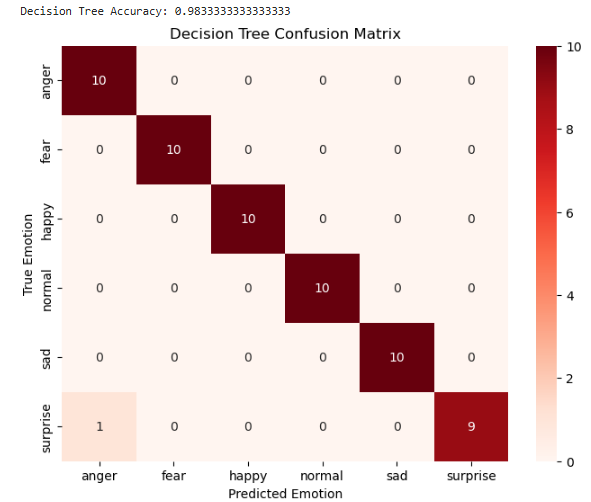 Decision Tree Accuracy: 0.9833333333333333
Decision Tree Confusion Matrix
True Emotion
anger 10 0 0 0 0 0
fear 0 10 0 0 0 0
happy 0 0 10 0 0 0
normal 0 0 0 10 0 0
sad 0 0 0 0 10 0
surprise 1 0 0 0 0 9
anger fear happy normal sad surprise
Predicted Emotion
10
8
6
4
2
0